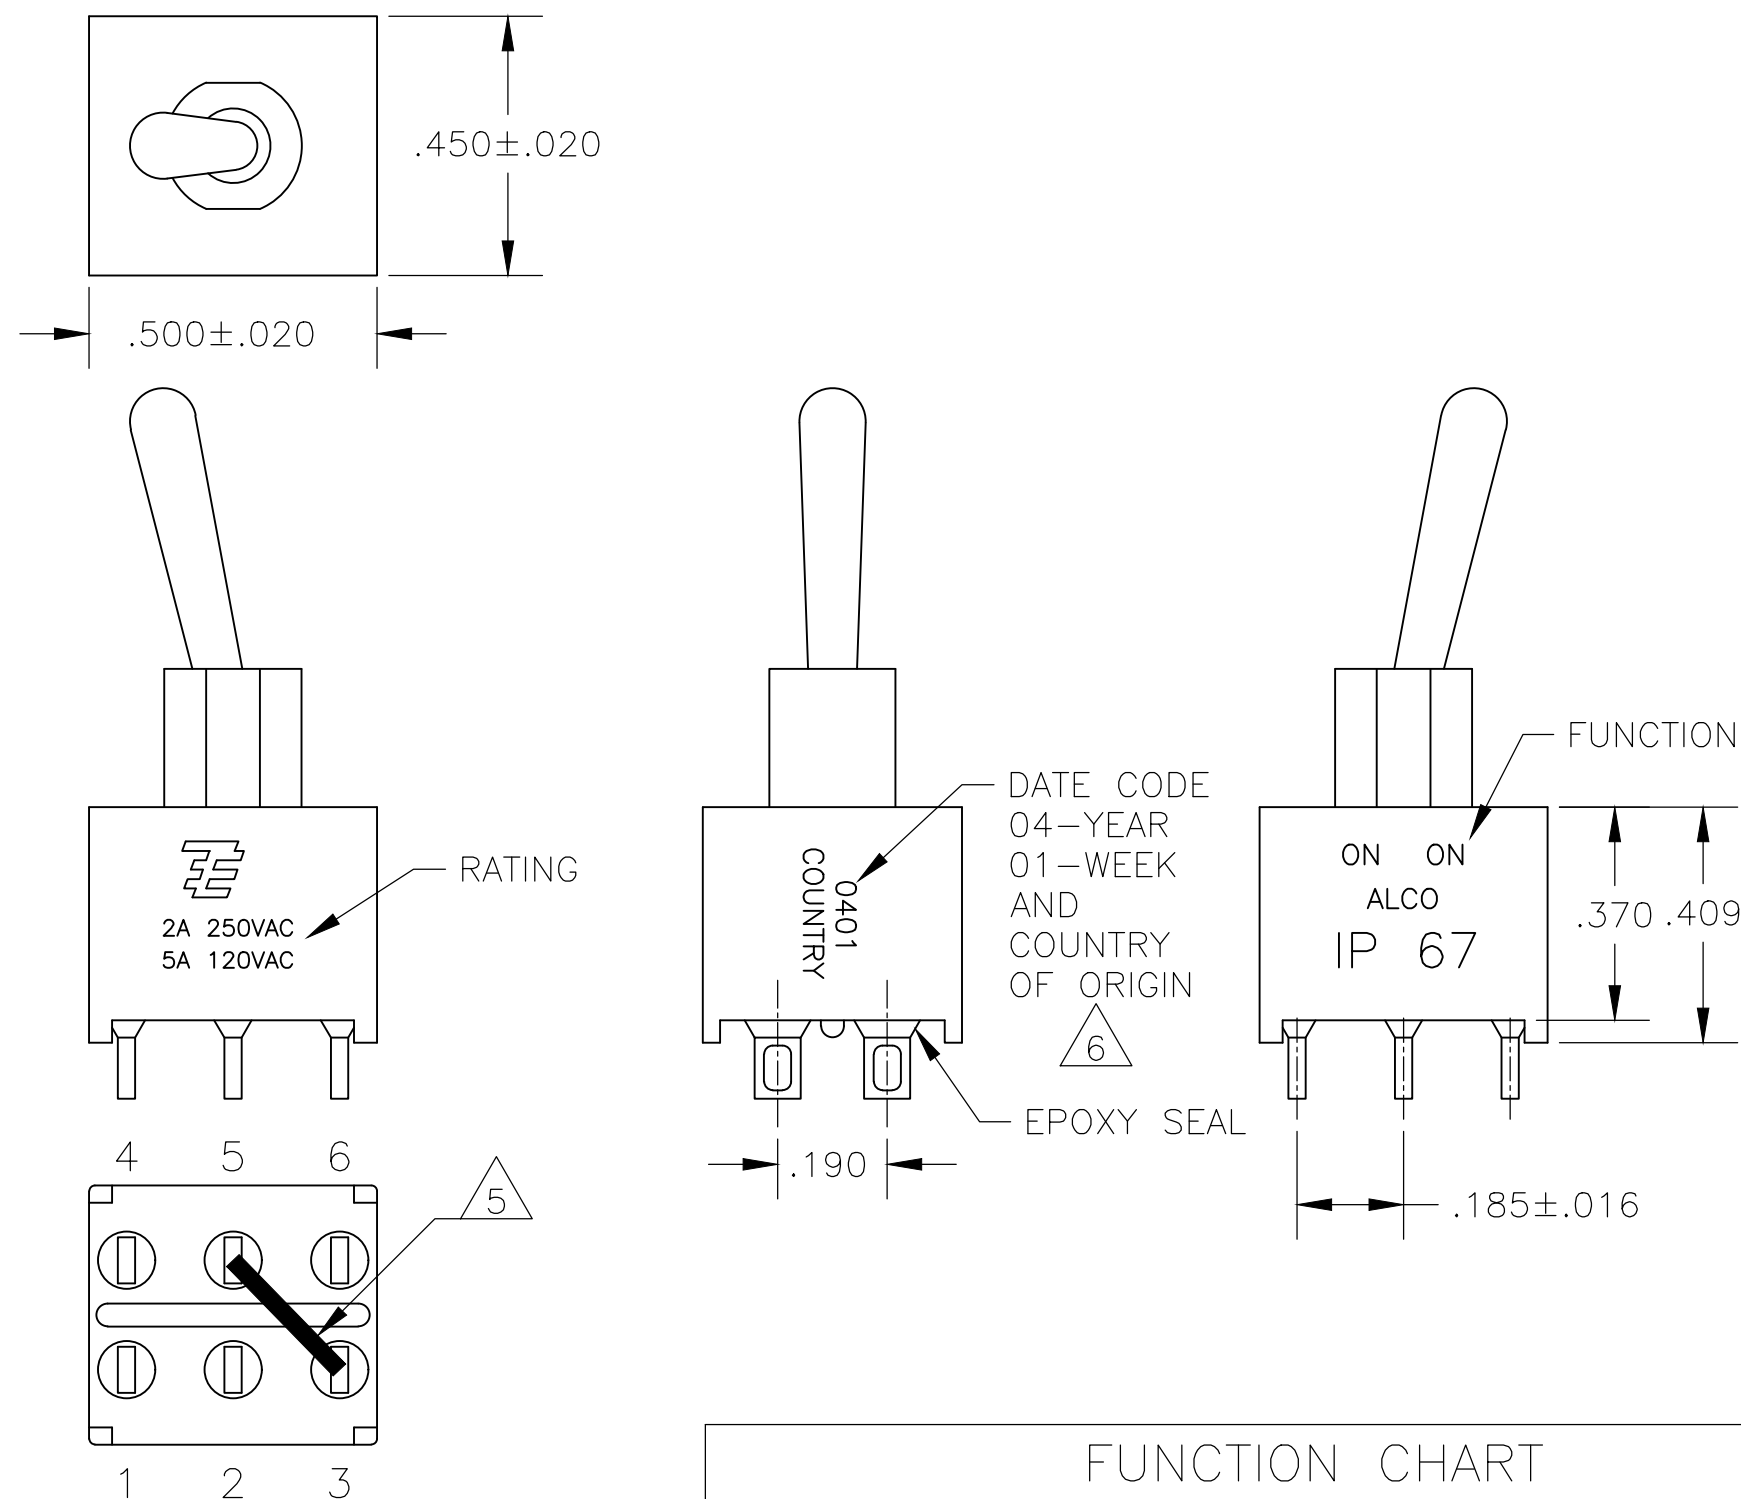 .450±.020
.500±.020
FUNCTION
DATE CODE
04-YEAR
01-WEEK
AND
COUNTRY
OF ORIGIN
6
RATING
2A 250VAC
5A 120VAC
0401
COUNTRY
ON ON
ALCO
IP 67
.370 .409
EPOXY SEAL
.190
.185±.016
4 5 6
5
1 2 3
FUNCTION CHART